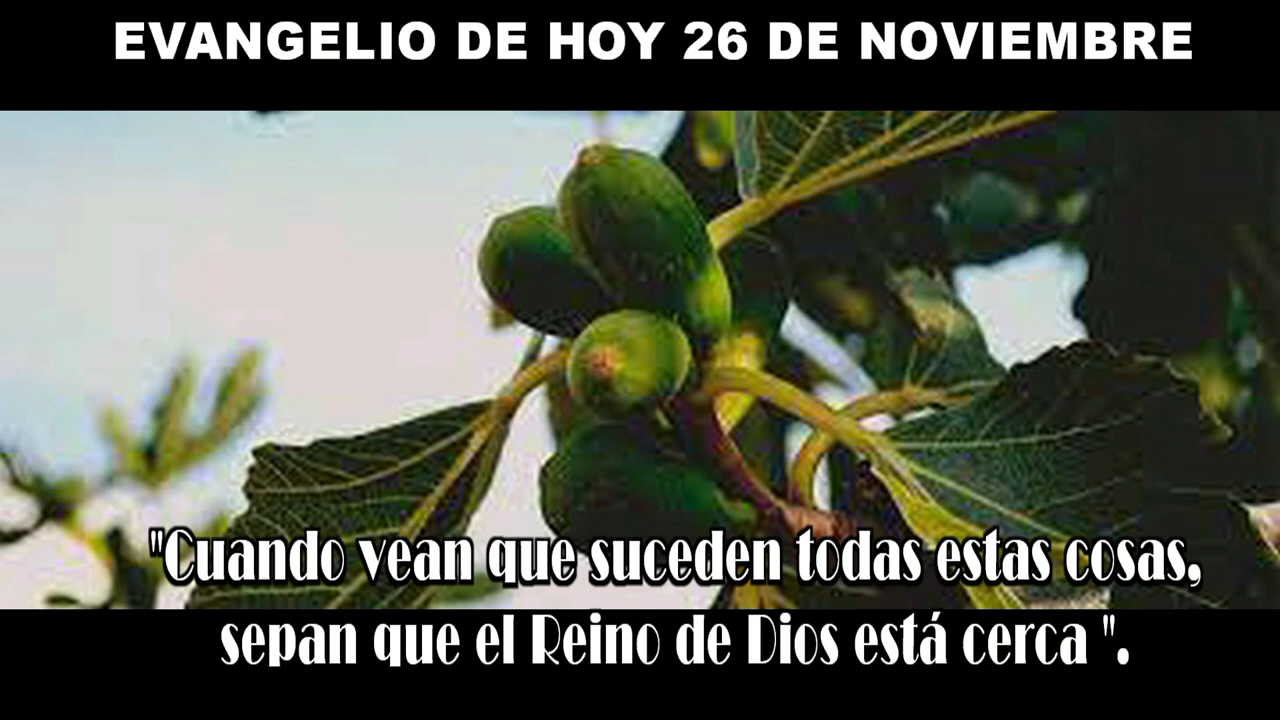 EVANGELIO DE HOY 26 DE NOVIEMBRE
"Cuando vean que suceden todas estas cosas,
sepan que el Reino de Dios está cerca ".